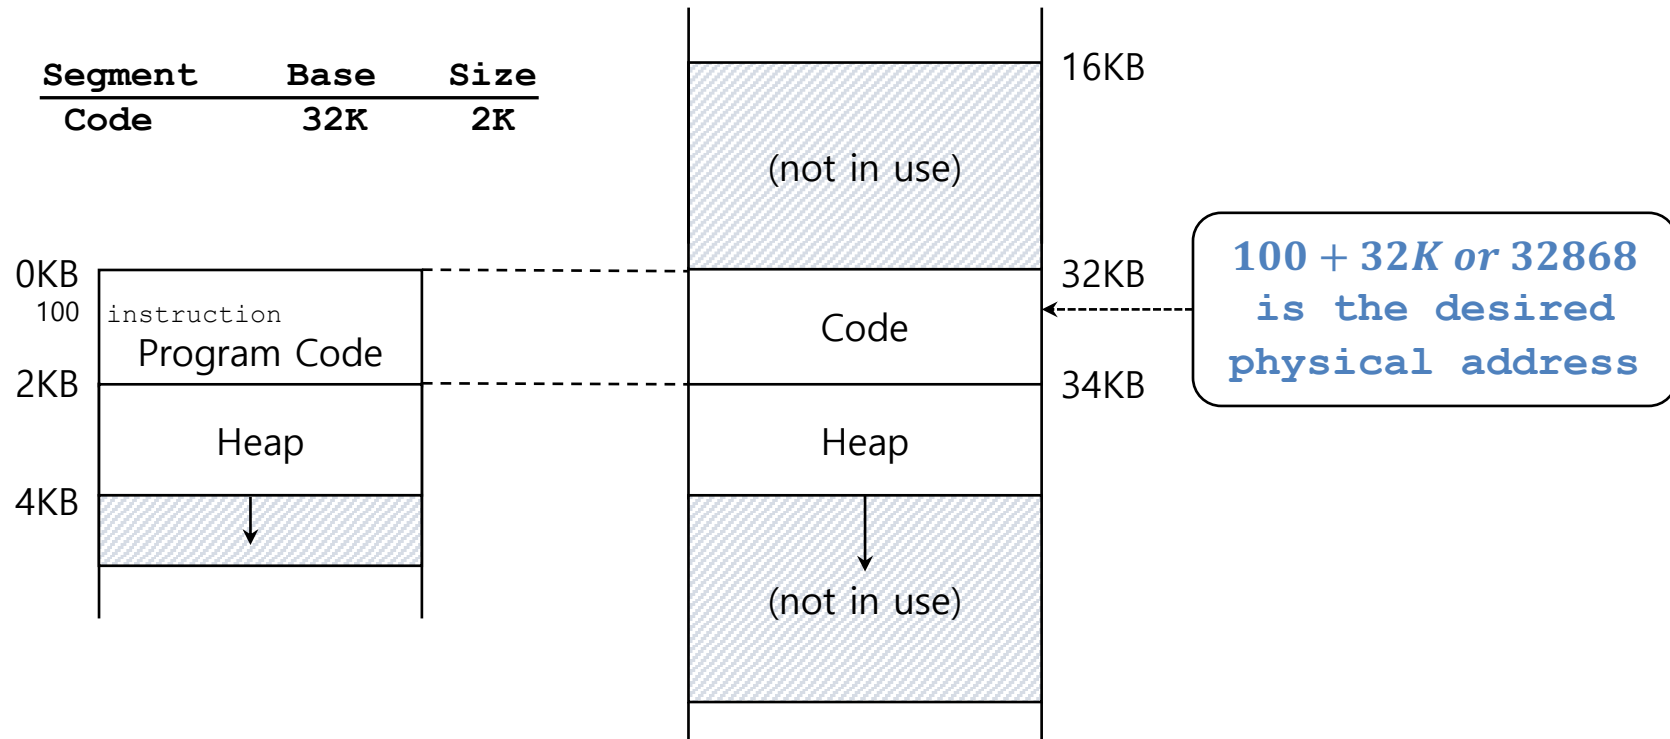 Segment Base Size
Code 32K 2K
0KB
100 instruction
Program Code
2KB
Heap
4KB
16KB
(not in use)
32KB
Code
34KB
Heap
(not in use)
100 + 32K or 32868
is the desired
physical address